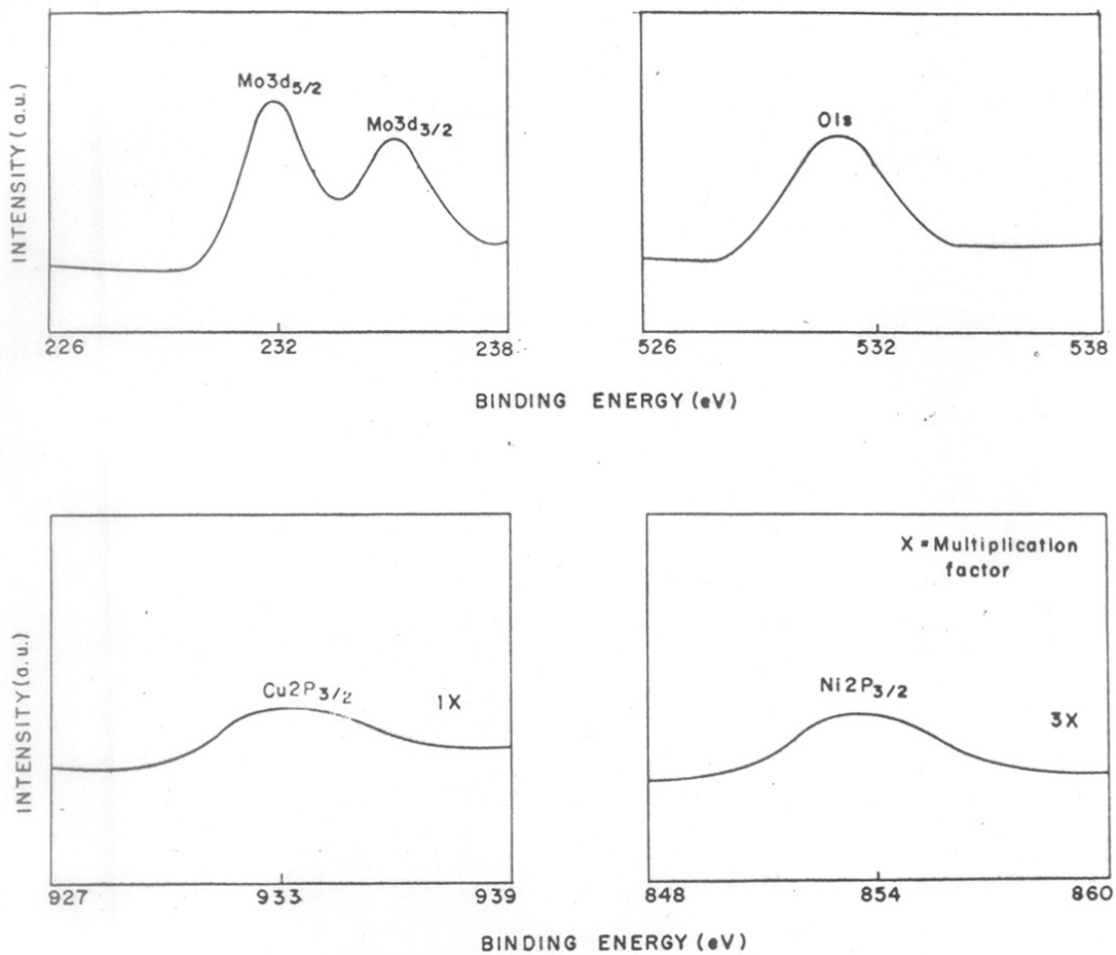 INTENSITY (a.u.)
Mo3d5/2
Mo3d3/2
226
232
238
O1s
526
532
538
BINDING ENERGY (eV)
INTENSITY (a.u.)
Cu2P3/2
1X
927
933
939
X = Multiplication
factor
Ni2P3/2
3X
848
854
860
BINDING ENERGY (eV)